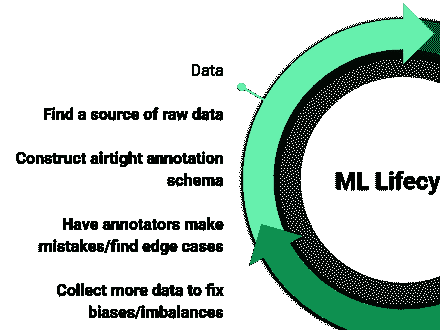 Data
Find a source of raw data
Construct airtight annotation
schema
Have annotators make
mistakes/find edge cases
Collect more data to fix
biases/imbalances
ML Lifecy